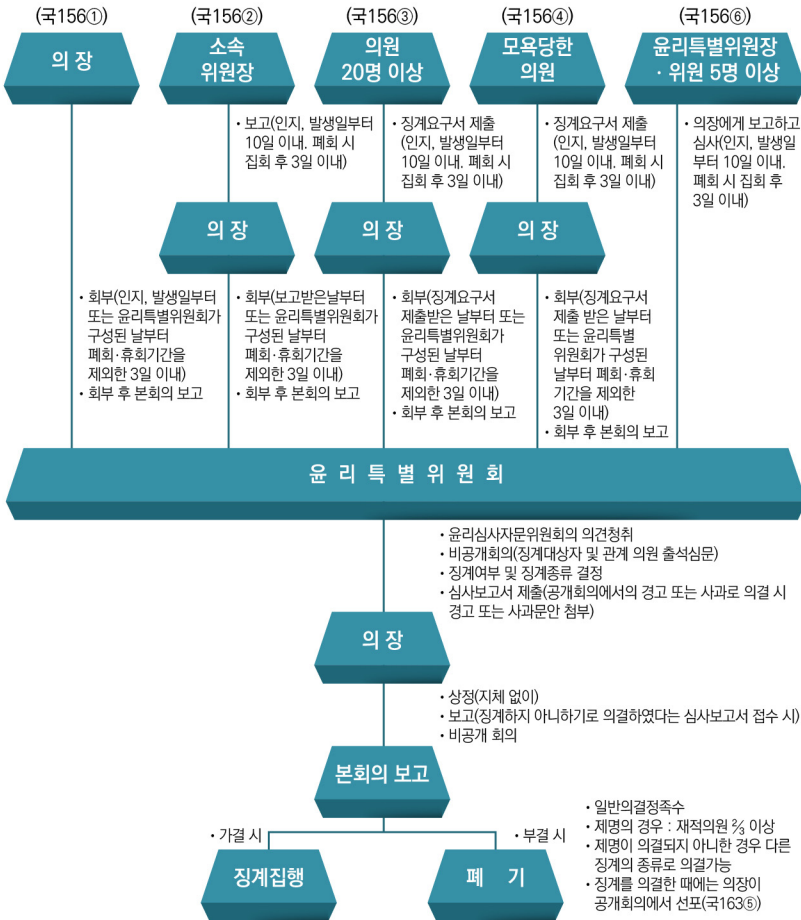 (국156①)
의 장
(국156②)
소속
위원장
(국156③)
의원
20명 이상
(국156④)
모욕당한
의원
(국156⑥)
윤리특별위원장
· 위원 5명 이상
• 보고(인지, 발생일부터
10일 이내. 폐회 시
집회 후 3일 이내)
• 징계요구서 제출
(인지, 발생일부터
10일 이내. 폐회 시
집회 후 3일 이내)
• 징계요구서 제출
(인지, 발생일부터
10일 이내. 폐회 시
집회 후 3일 이내)
• 의장에게 보고하고
심사(인지, 발생일
부터 10일 이내.
폐회 시 집회 후
3일 이내)
의 장
의 장
의 장
• 회부(인지, 발생일부터
또는 윤리특별위원회가
구성된 날부터
폐회·휴회기간을
제외한 3일 이내)
• 회부 후 본회의 보고
• 회부(보고받은날부터
또는 윤리특별위원회가
구성된 날부터
폐회·휴회기간을
제외한 3일 이내)
• 회부 후 본회의 보고
• 회부(징계요구서
제출받은 날부터 또는
윤리특별위원회가
구성된 날부터
폐회·휴회기간을
제외한 3일 이내)
• 회부 후 본회의 보고
• 회부(징계요구서
제출 받은 날부터
또는 윤리특별
위원회가 구성된
날부터 폐회·휴회
기간을 제외한
3일 이내)
• 회부 후 본회의 보고
윤 리 특 별 위 원 회
• 윤리심사자문위원회의 의견청취
• 비공개회의(징계대상자 및 관계 의원 출석심문)
• 징계여부 및 징계종류 결정
• 심사보고서 제출(공개회의에서의 경고 또는 사과로 의결 시
경고 또는 사과문안 첨부)
의 장
• 상정(지체 없이)
• 보고(징계하지 아니하기로 의결하였다는 심사보고서 접수 시)
• 비공개 회의
본회의 보고
• 가결 시
• 부결 시
징계집행
폐 기
• 일반의결정족수
• 제명의 경우 : 재적의원 ⅔ 이상
• 제명이 의결되지 아니한 경우 다른
징계의 종류로 의결가능
• 징계를 의결한 때에는 의장이
공개회의에서 선포(국163⑤)